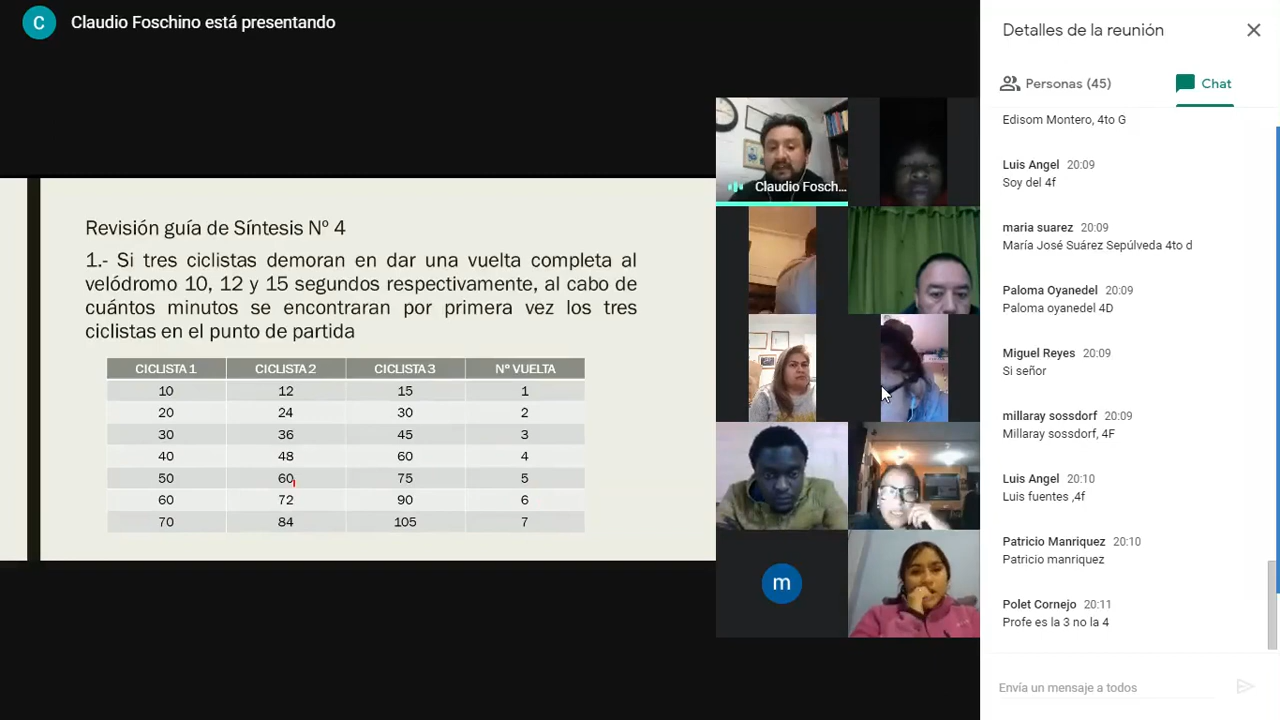 C
Claudio Foschino está presentando
Revisión guía de Síntesis Nº 4
1.- Si tres ciclistas demoran en dar una vuelta completa al
velódromo 10, 12 y 15 segundos respectivamente, al cabo de
cuántos minutos se encontraran por primera vez los tres
ciclistas en el punto de partida
CICLISTA 1 CICLISTA 2 CICLISTA 3 Nº VUELTA
10 12 15 1
20 24 30 2
30 36 45 3
40 48 60 4
50 60 75 5
60 72 90 6
70 84 105 7
Claudio Fosch...
m
Detalles de la reunión
Personas (45) Chat
Edisom Montero, 4to G
Luis Angel 20:09
Soy del 4f
maria suarez 20:09
María José Suárez Sepúlveda 4to d
Paloma Oyanedel 20:09
Paloma oyanedel 4D
Miguel Reyes 20:09
Si señor
millaray sossdorf 20:09
Millaray sossdorf, 4F
Luis Angel 20:10
Luis fuentes ,4f
Patricio Manriquez 20:10
Patricio manriquez
Polet Cornejo 20:11
Profe es la 3 no la 4
Envía un mensaje a todos